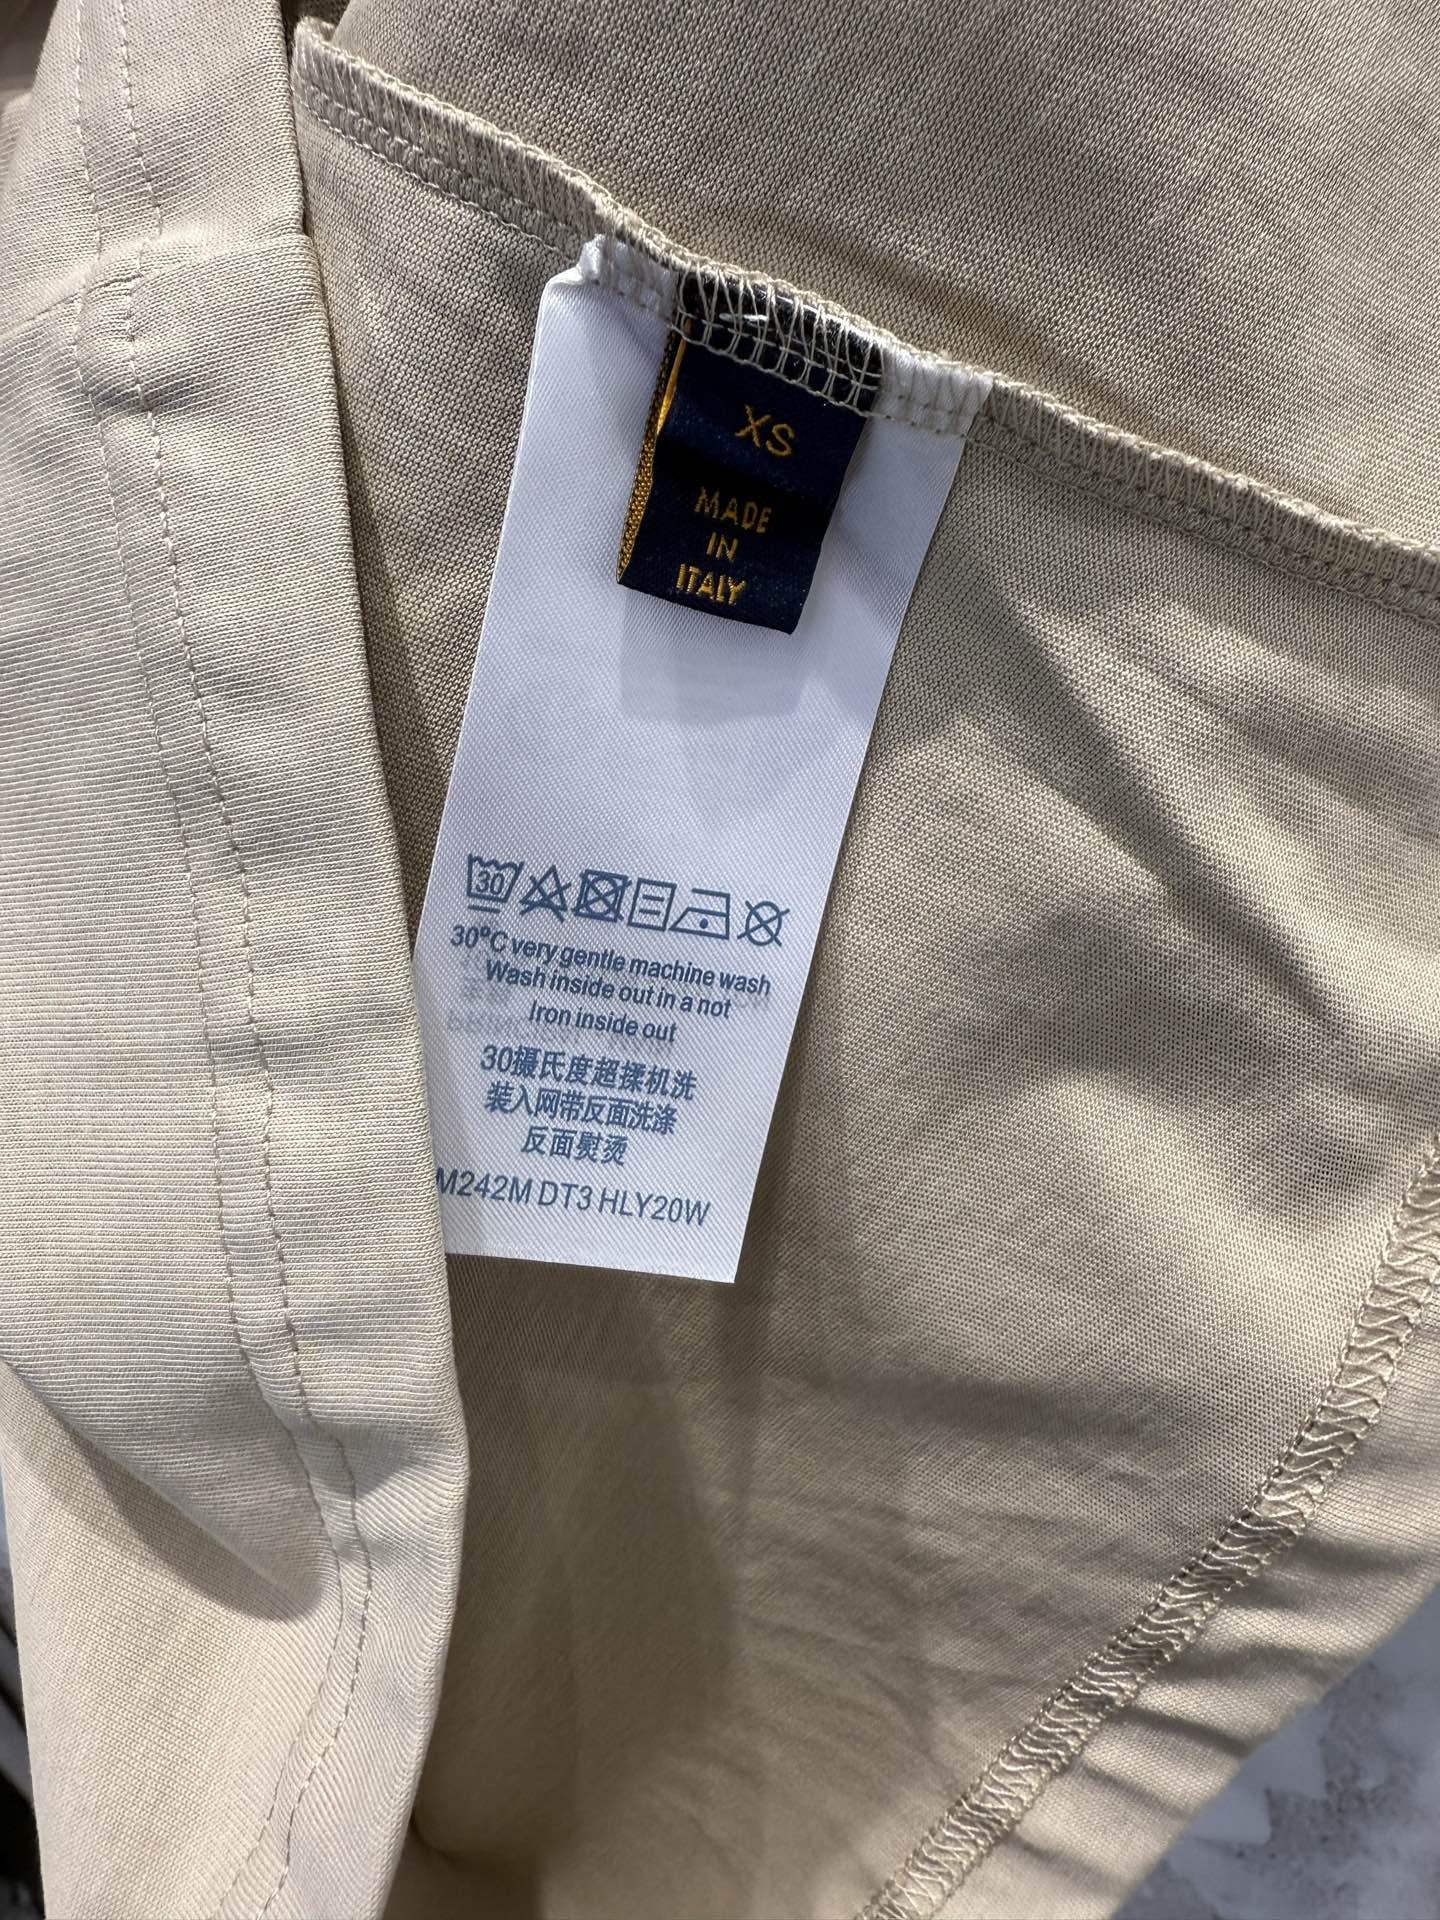 XS
MADE
IN
ITALY
30
30°C very gentle machine wash
Wash inside out in a not
Iron inside out
30摄氏度超揉机洗
装入网带反面洗涤
反面熨烫
M242M DT3 HLY20W